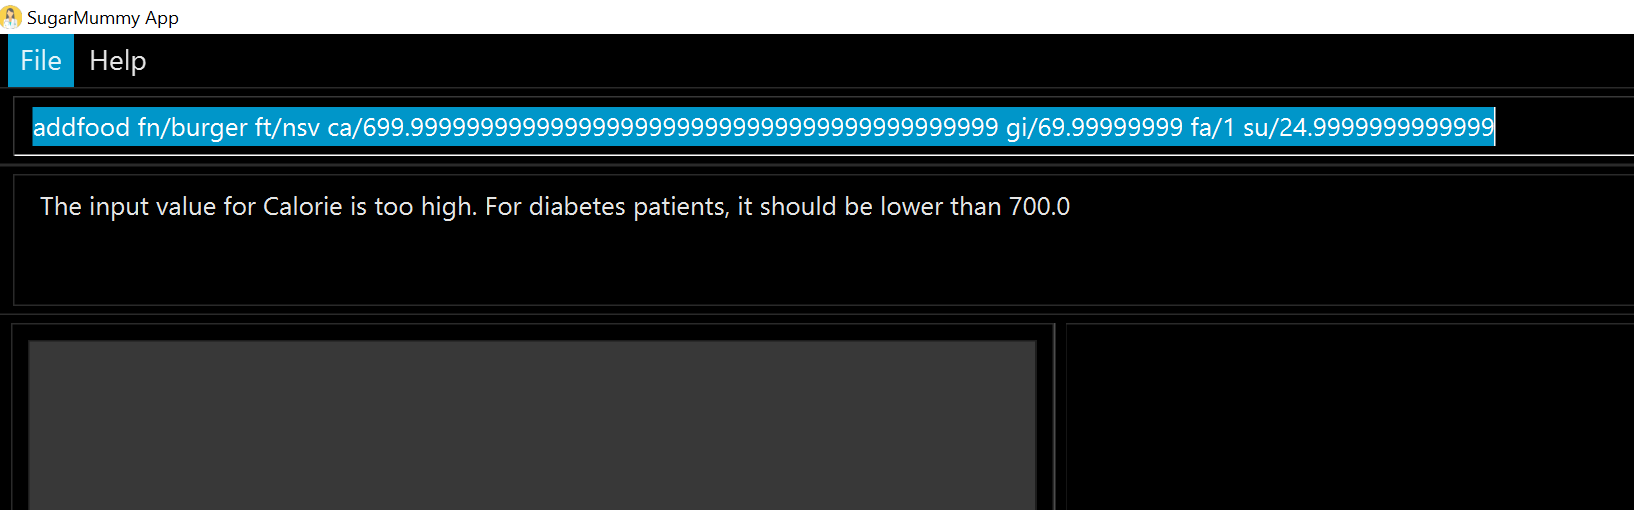 SugarMummy App
File Help
addfood fn/burger ft/nsv ca/699.999999999999999999999999999999999999999999 gi/69.99999999 fa/1 su/24.9999999999999
The input value for Calorie is too high. For diabetes patients, it should be lower than 700.0